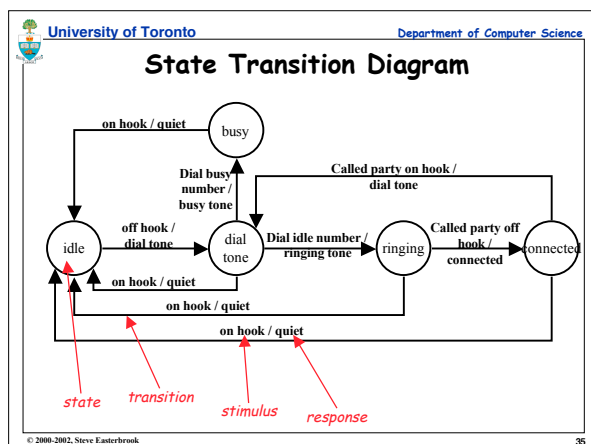 University of Toronto
Department of Computer Science
State Transition Diagram
on hook / quiet
busy
Dial busy
number /
busy tone
Called party on hook /
dial tone
idle
off hook /
dial tone
dial
tone
Dial idle number /
ringing tone
ringing
Called party off
hook /
connected
connected
on hook / quiet
on hook / quiet
on hook / quiet
state
transition
stimulus
response
© 2000-2002, Steve Easterbrook
35